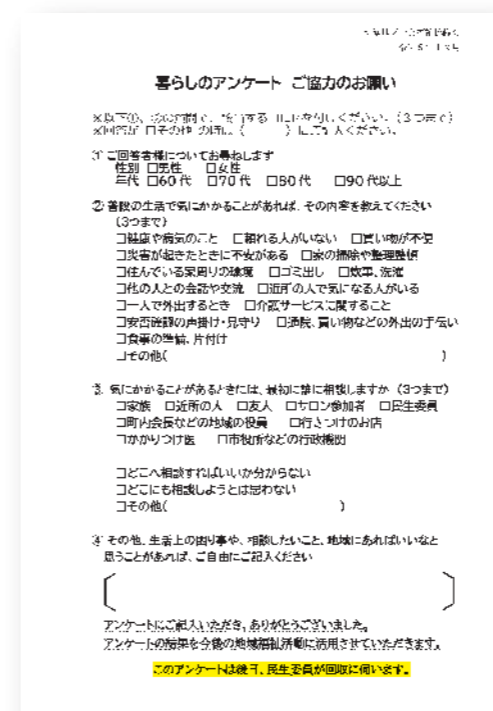 暮らしのアンケート ご協力のお願い
ください。(3つまで)
ください。
① ご回答者様についてお尋ねします
性別 □男性 □女性
年代 □60代 □70代 □80代 □90代以上
② 普段の生活で気にかかることがあれば、その内容を教えてください
(3つまで)
□健康や病気のこと □頼れる人がいない □買い物が不便
□災害が起きたときに不安がある □家の掃除や整理整頓
□住んでいる家周りの環境 □ゴミ出し □炊事、洗濯
□他の人との会話や交流 □近所の人で気になる人がいる
□一人で外出するとき □介護サービスに関すること
□安否確認の声掛け・見守り □通院、買い物などの外出の手伝い
□食事の準備、片付け
□その他( )
③ 気にかかることがあるときには、最初に誰に相談しますか (3つまで)
□家族 □近所の人 □友人 □サロン参加者 □民生委員
□町内会長などの地域の役員 □行きつけのお店
□かかりつけ医 □市役所などの行政機関
□どこへ相談すればいいか分からない
□どこにも相談しようとは思わない
□その他( )
④ その他、生活上の困り事や、相談したいこと、地域にあればいいなと
思うことがあれば、ご自由にご記入ください
アンケートにご記入いただき、ありがとうございました。
アンケートの結果を今後の地域福祉活動に活用させていただきます。
このアンケートは後日、民生委員が回収に伺います。